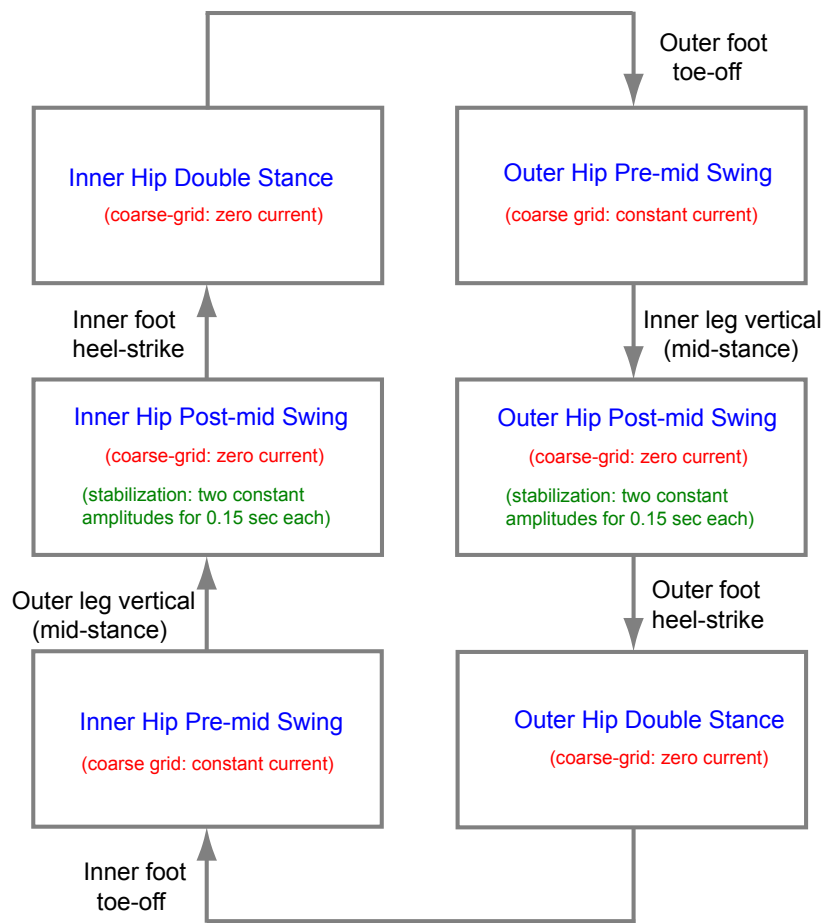 Outer foot
toe-off
Inner Hip Double Stance
(coarse-grid: zero current)
Outer Hip Pre-mid Swing
(coarse grid: constant current)
Inner foot
heel-strike
Inner leg vertical
(mid-stance)
Inner Hip Post-mid Swing
(coarse-grid: zero current)
(stabilization: two constant
amplitudes for 0.15 sec each)
Outer Hip Post-mid Swing
(coarse-grid: zero current)
(stabilization: two constant
amplitudes for 0.15 sec each)
Outer leg vertical
(mid-stance)
Outer foot
heel-strike
Inner Hip Pre-mid Swing
(coarse grid: constant current)
Outer Hip Double Stance
(coarse-grid: zero current)
Inner foot
toe-off